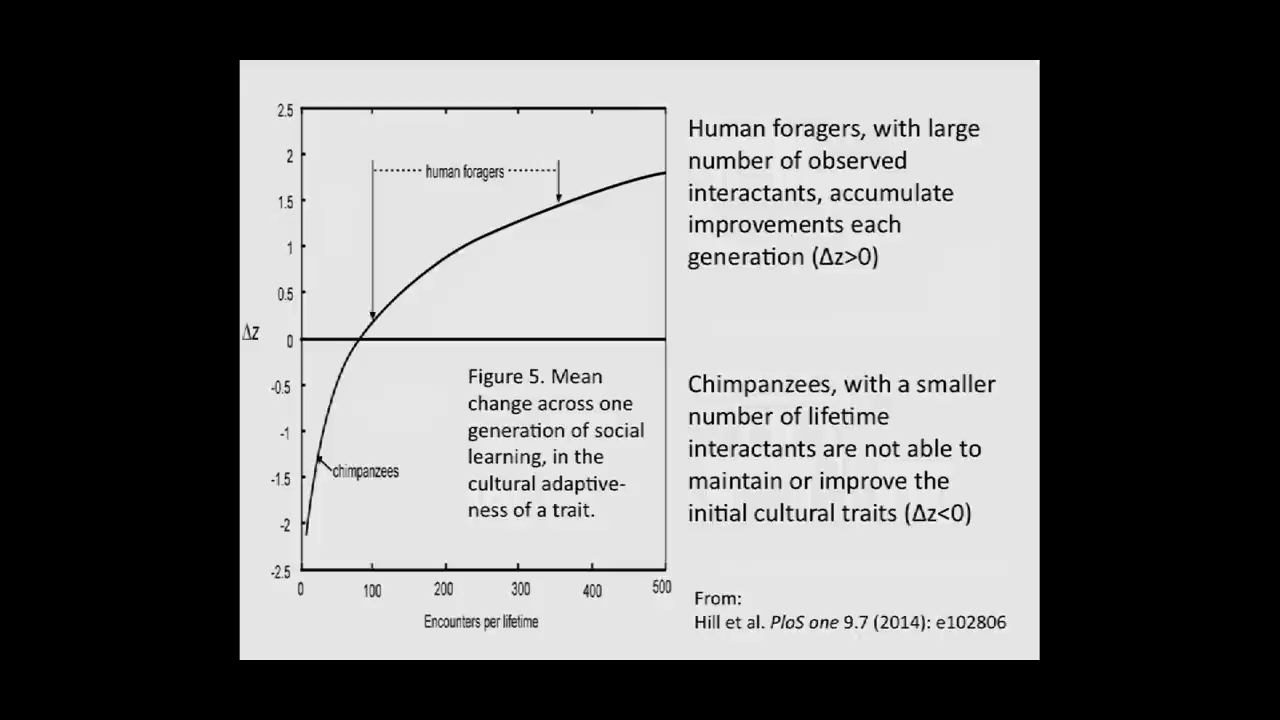 2.5
2
1.5
1
0.5
0
-0.5
-1
-1.5
-2
-2.5
Δz
human foragers
chimpanzees
0
100
200
300
400
500
Encounters per lifetime
Figure 5. Mean
change across one
generation of social
learning, in the
cultural adaptive-
ness of a trait.
Human foragers, with large
number of observed
interactants, accumulate
improvements each
generation (Δz>0)
Chimpanzees, with a smaller
number of lifetime
interactants are not able to
maintain or improve the
initial cultural traits (Δz<0)
From:
Hill et al. PloS one 9.7 (2014): e102806